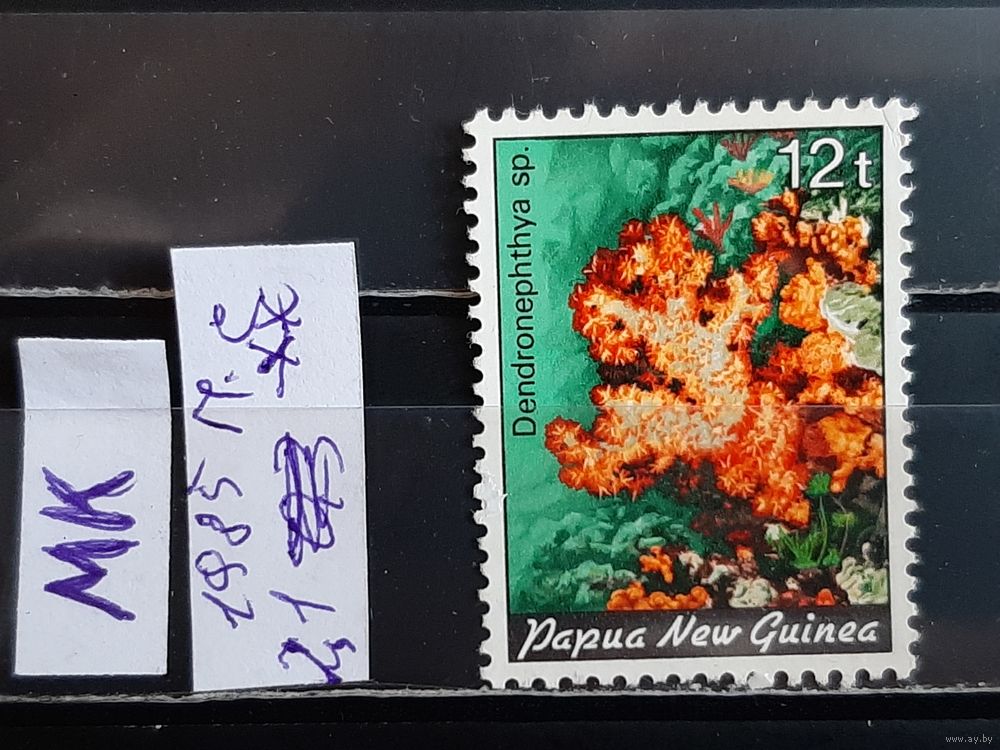 MK
1985 г.
12t
Dendronephthya sp.
Papua New Guinea
www.ay.by